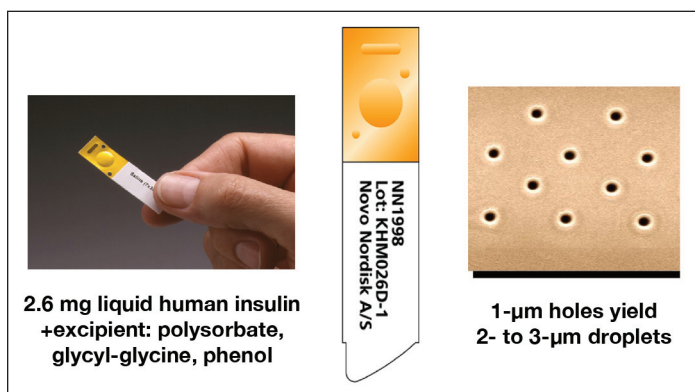 2.6 mg liquid human insulin
+excipient: polysorbate,
glycyl-glycine, phenol
NN1998
Lot: KHM026D-1
Novo Nordisk A/S
1-µm holes yield
2- to 3-µm droplets